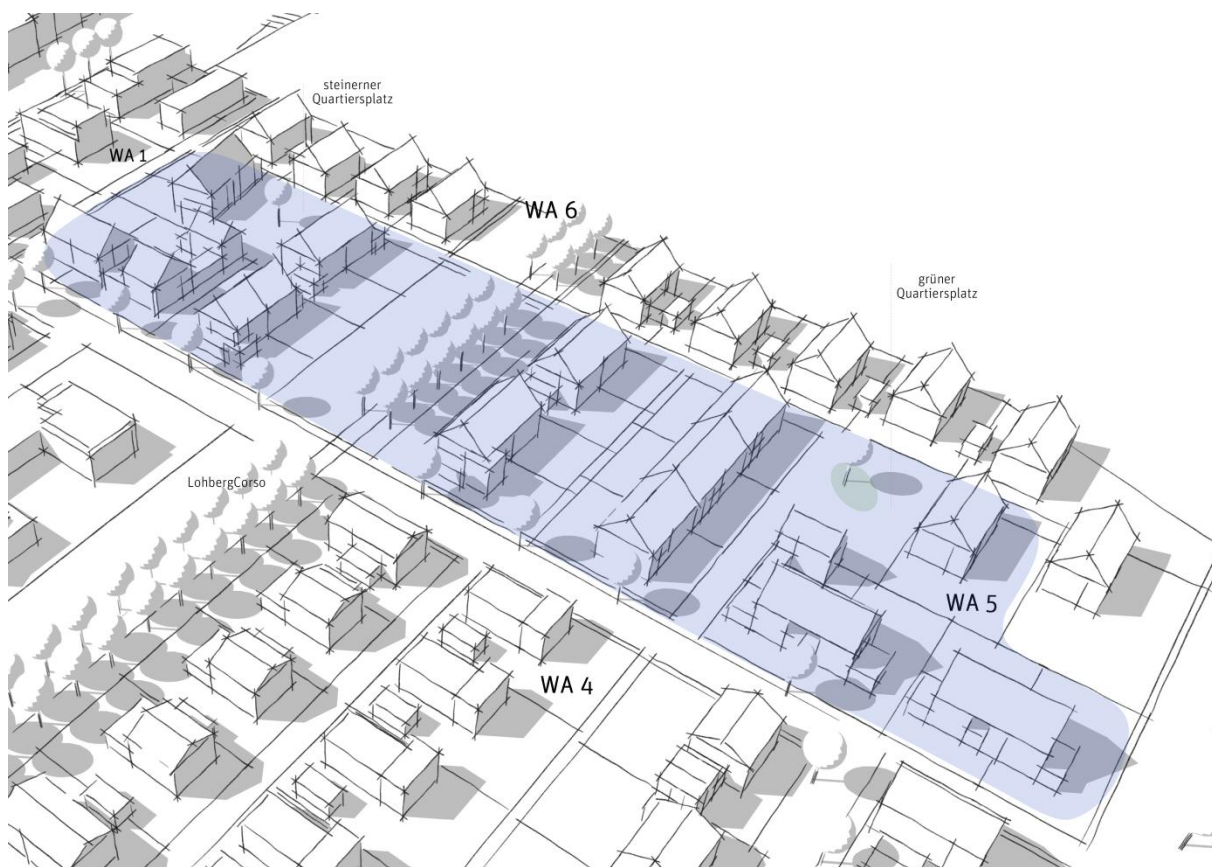 steinerner
Quartiersplatz
WA 1
WA 6
grüner
Quartiersplatz
LohbergCorso
WA 5
WA 4